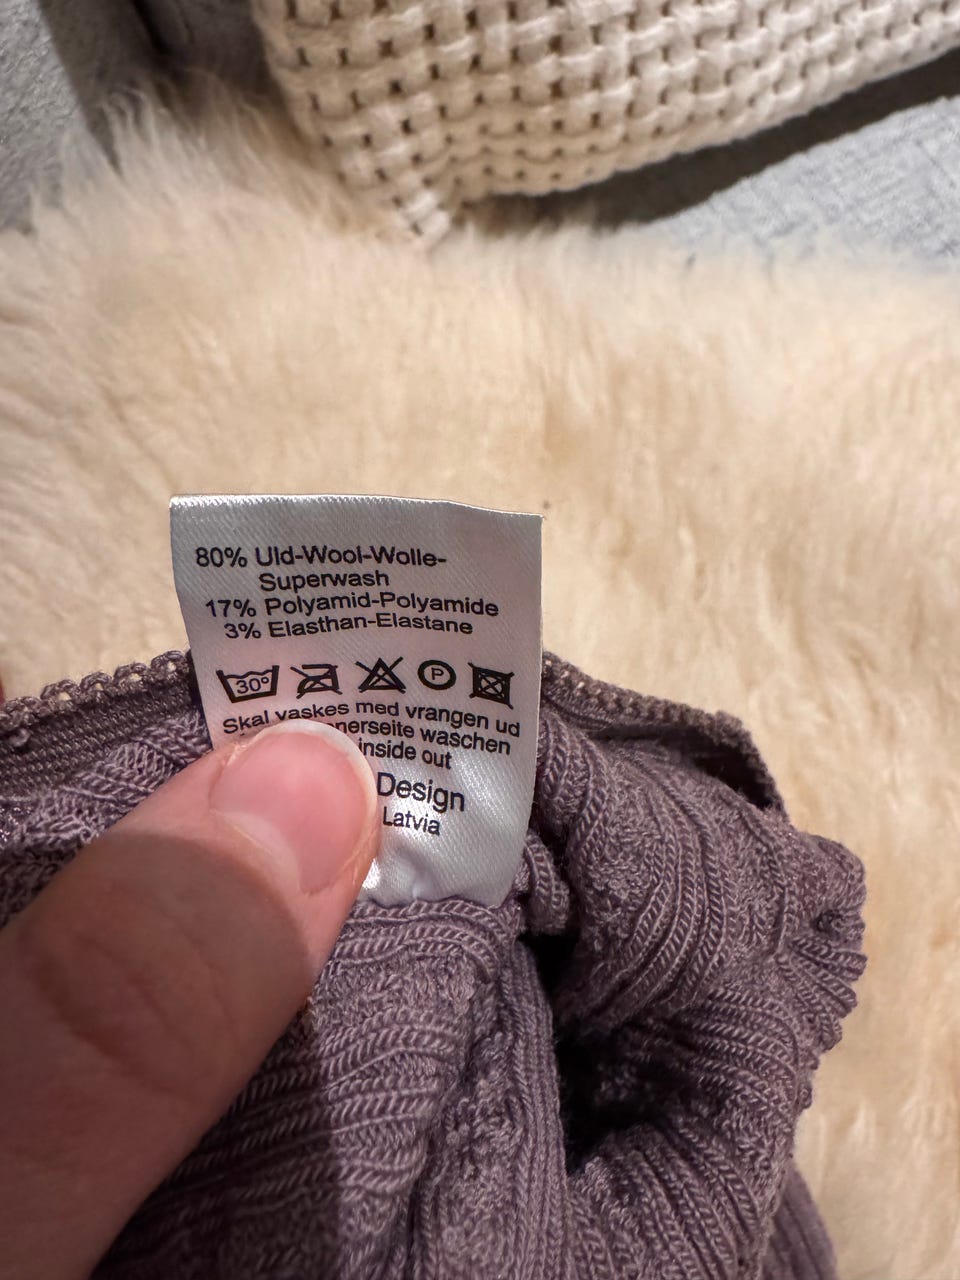 80% Uld-Wool-Wolle-
Superwash
17% Polyamid-Polyamide
3% Elasthan-Elastane
30° P
Skal vaskes med vrangen ud
waschen
inside out
Design
Latvia